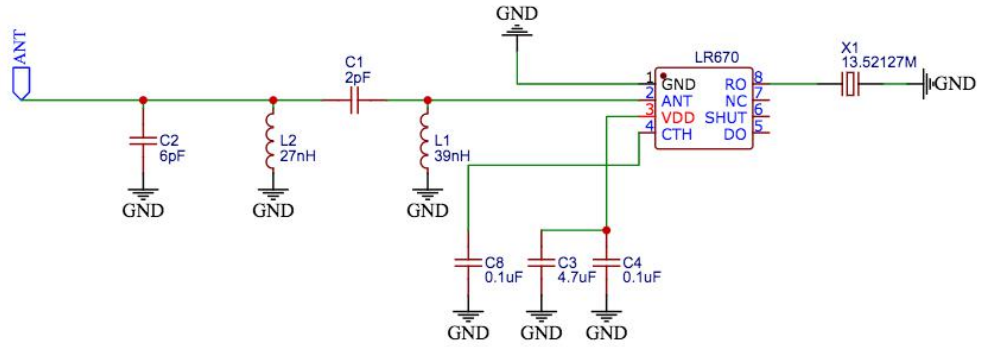 ANT
GND
C1
2pF
LR670
X1
13.52127M
1
GND
RO
8
GND
2
ANT
NC
7
3
VDD
SHUT
6
4
CTH
DO
5
C2
6pF
L2
27nH
L1
39nH
GND
GND
GND
C8
0.1uF
C3
4.7uF
C4
0.1uF
GND
GND
GND